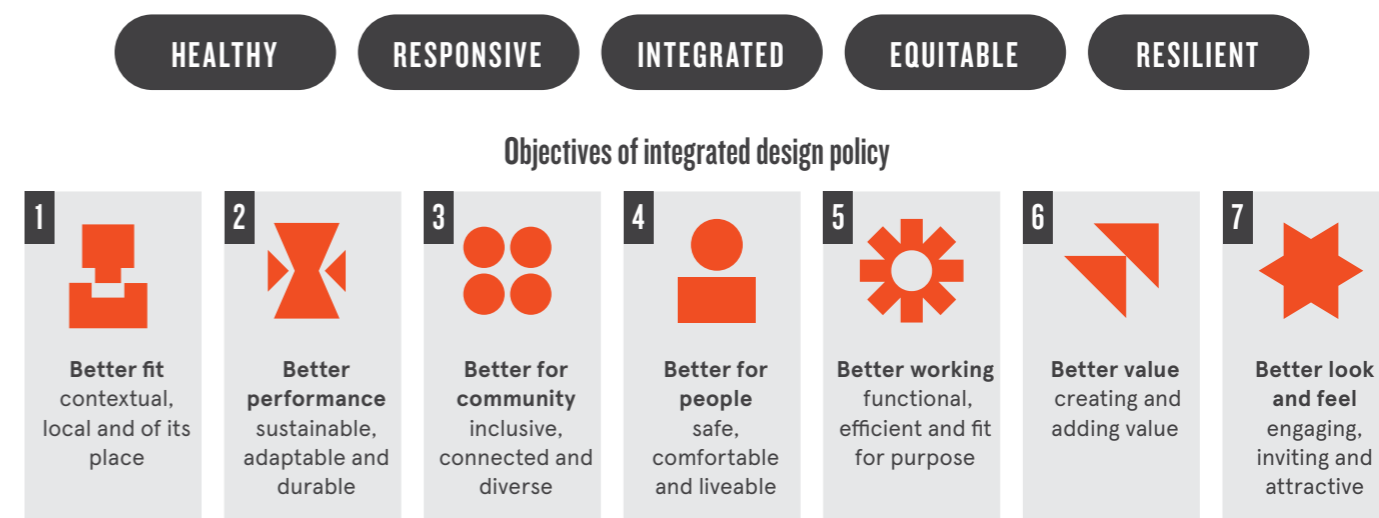 HEALTHY
RESPONSIVE
INTEGRATED
EQUITABLE
RESILIENT
Objectives of integrated design policy
1
Better fit
contextual,
local and of its
place
2
Better
performance
sustainable,
adaptable and
durable
3
Better for
community
inclusive,
connected and
diverse
4
Better for
people
safe,
comfortable
and liveable
5
Better working
functional,
efficient and fit
for purpose
6
Better value
creating and
adding value
7
Better look
and feel
engaging,
inviting and
attractive